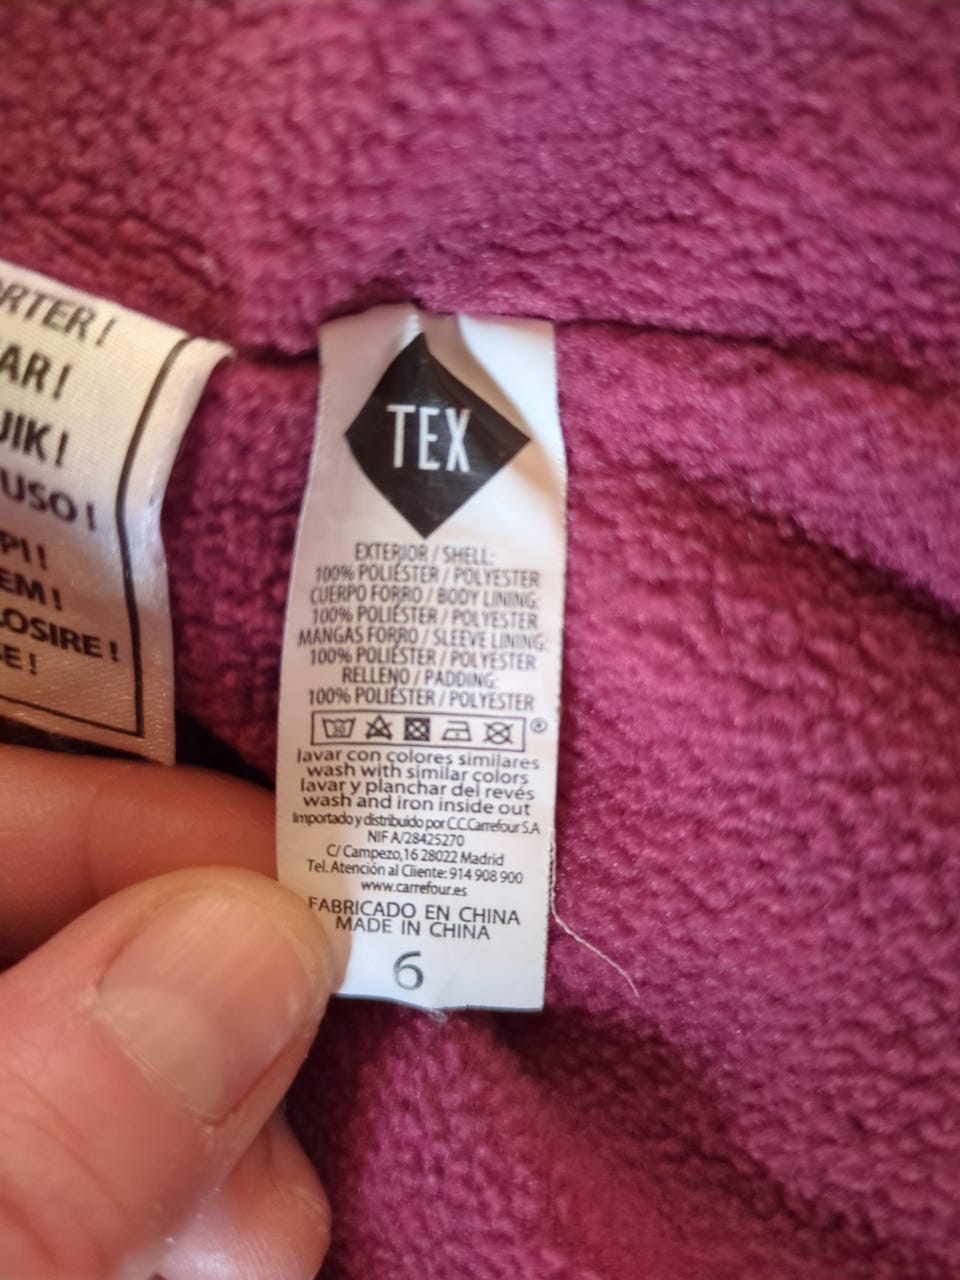 RTER !
AR !
UIK !
USO !
PI !
EM !
LOSIRE !
E !
TEX
EXTERIOR / SHELL:
100% POLIÉSTER / POLYESTER
CUERPO FORRO / BODY LINING:
100% POLIÉSTER / POLYESTER
MANGAS FORRO / SLEEVE LINING:
100% POLIÉSTER / POLYESTER
RELLENO / PADDING:
100% POLIÉSTER / POLYESTER
30
®
lavar con colores similares
wash with similar colors
lavar y planchar del revés
wash and iron inside out
Importado y distribuido por C.C.Carrefour S.A
NIF A/28425270
C/ Campezo,16 28022 Madrid
Tel. Atención al Cliente: 914 908 900
www.carrefour.es
FABRICADO EN CHINA
MADE IN CHINA
6